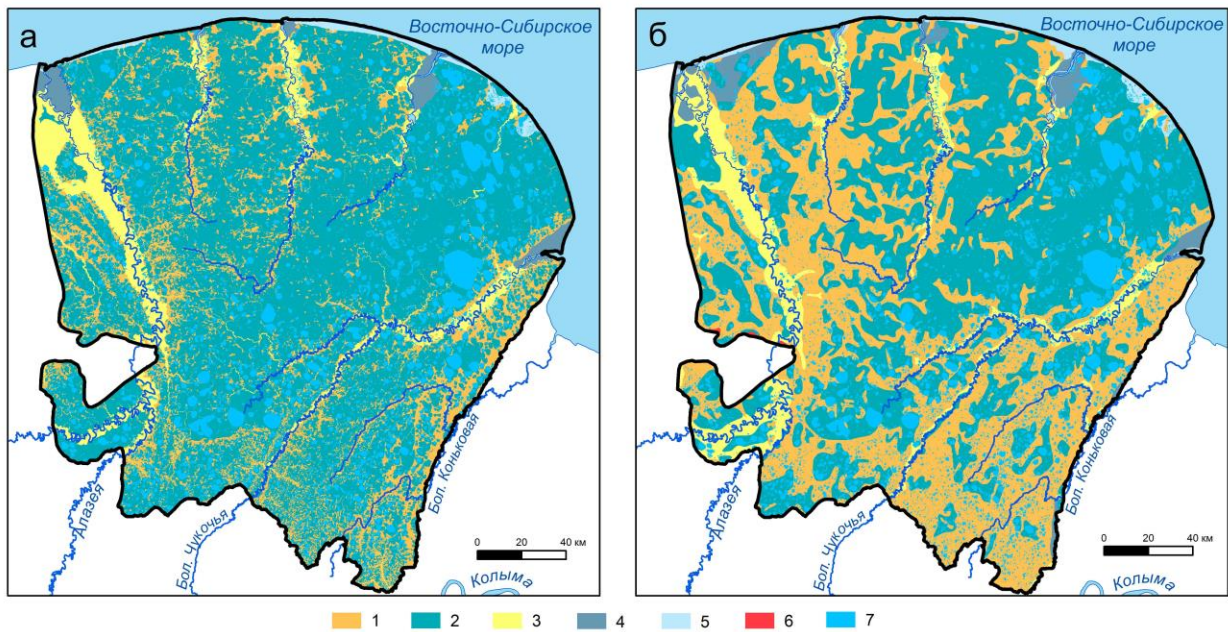 а
Восточно-Сибирское
море
Алазея
Бол. Чукочья
Бол. Коньковая
Колыма
0 20 40 км
б
Восточно-Сибирское
море
Алазея
Бол. Чукочья
Бол. Коньковая
Колыма
0 20 40 км
1 2 3 4 5 6 7